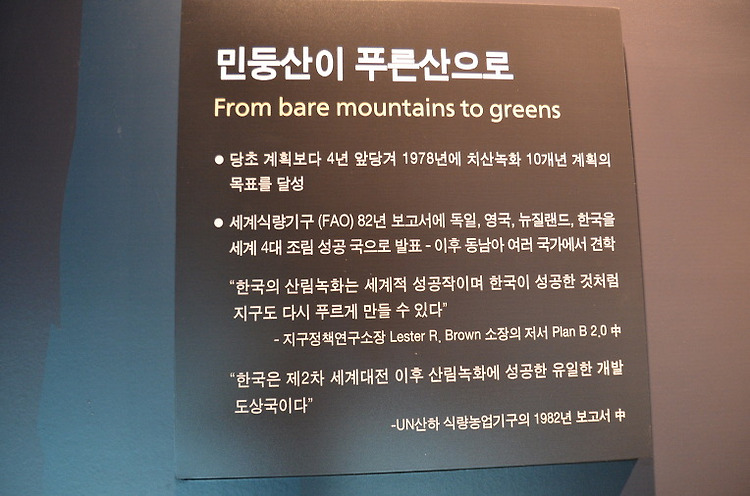 민둥산이 푸른산으로
From bare mountains to greens
● 당초 계획보다 4년 앞당겨 1978년에 치산녹화 10개년 계획의
목표를 달성
● 세계식량기구 (FAO) 82년 보고서에 독일, 영국, 뉴질랜드, 한국을
세계 4대 조림 성공 국으로 발표 - 이후 동남아 여러 국가에서 견학
“한국의 산림녹화는 세계적 성공작이며 한국이 성공한 것처럼
지구도 다시 푸르게 만들 수 있다”
- 지구정책연구소장 Lester R. Brown 소장의 저서 Plan B 2.0 中
“한국은 제2차 세계대전 이후 산림녹화에 성공한 유일한 개발
도상국이다”
-UN산하 식량농업기구의 1982년 보고서 中